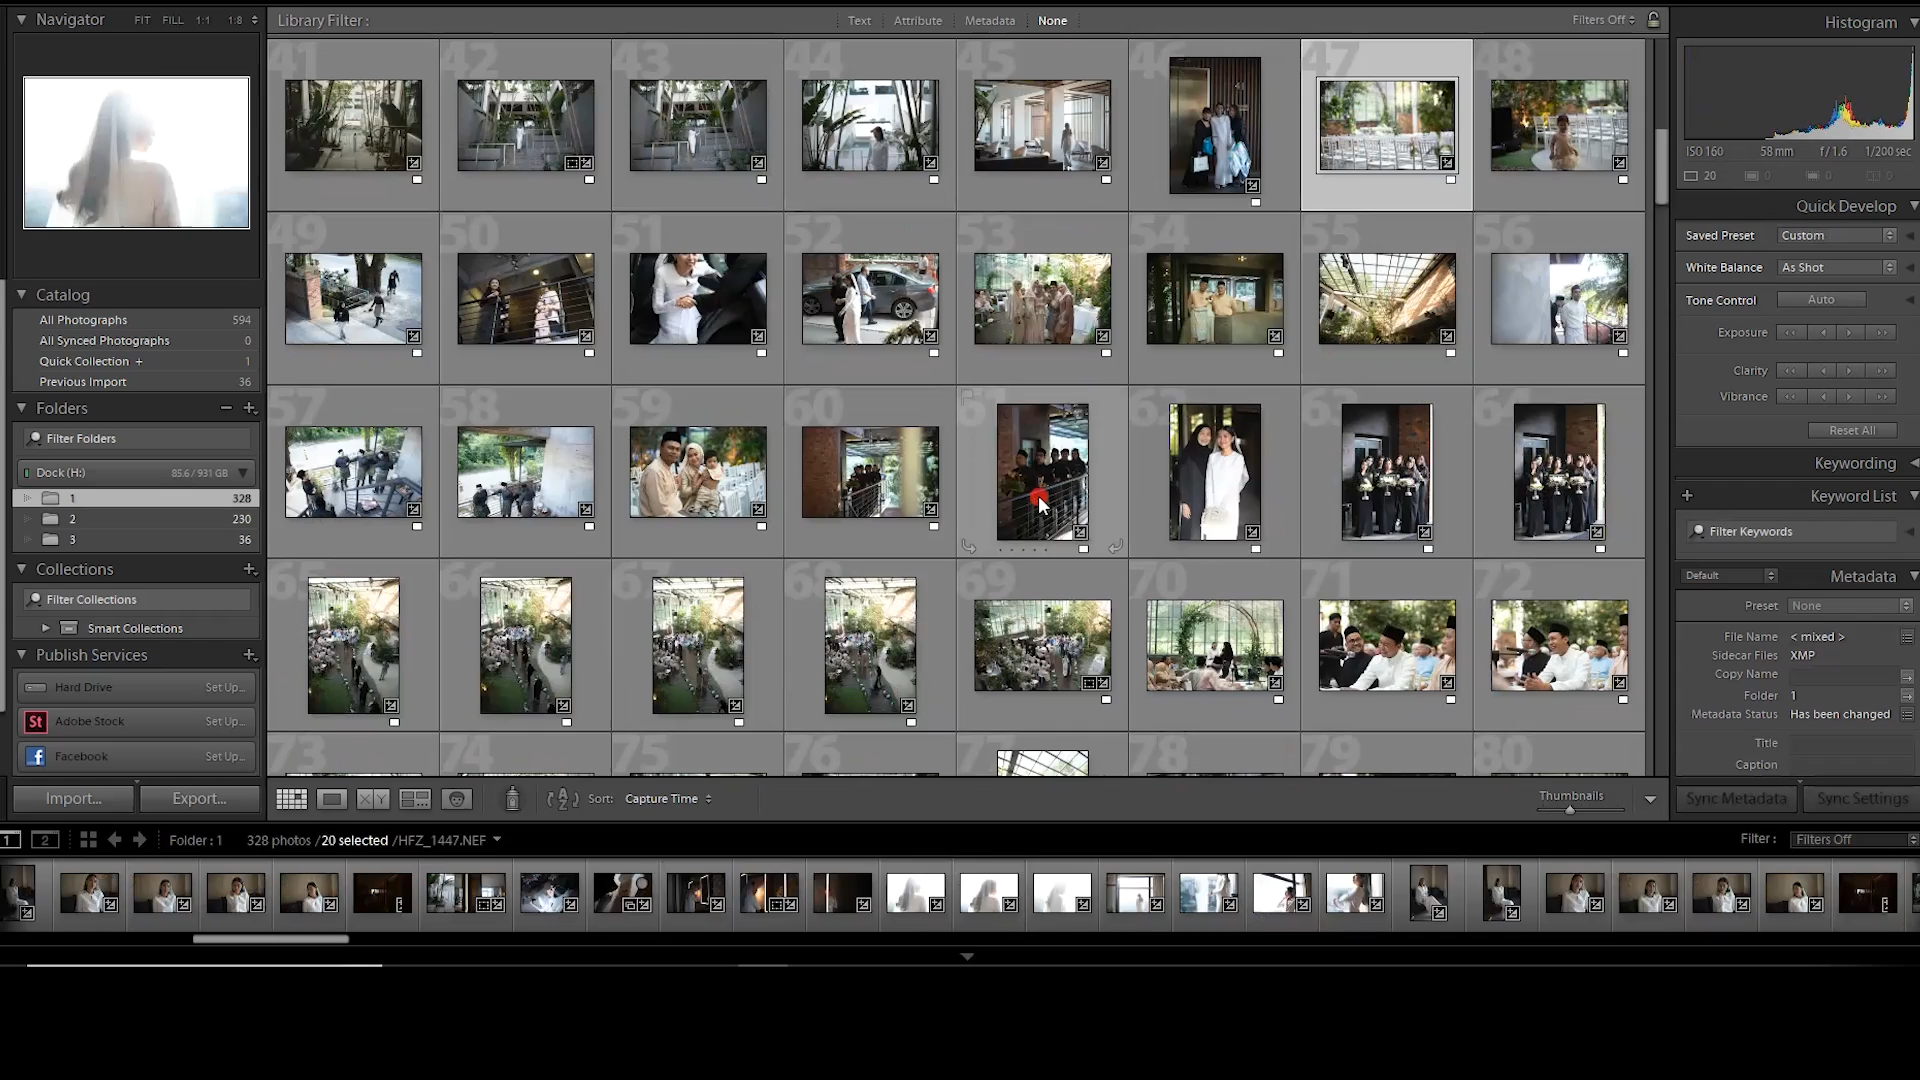 Navigator FIT FILL 1:1 1:8
Library Filter : Text Attribute Metadata None Filters Off
Histogram
ISO 160 58 mm f / 1.6 1/200 sec
20 0 0 0
Quick Develop
Saved Preset Custom
White Balance As Shot
Tone Control Auto
Exposure
Clarity
Vibrance
Reset All
Keywording
Keyword List
Filter Keywords
Default Metadata
Preset None
File Name < mixed >
Sidecar Files XMP
Copy Name
Folder 1
Metadata Status Has been changed
Title
Caption
Sync Metadata Sync Settings
Catalog
All Photographs 594
All Synced Photographs 0
Quick Collection + 1
Previous Import 36
Folders
Filter Folders
Dock (H:) 85.6 / 931 GB
1 328
2 230
3 36
Collections
Filter Collections
Smart Collections
Publish Services
Hard Drive Set Up...
St Adobe Stock Set Up...
f Facebook Set Up...
Import... Export...
41 42 43 44 45 46 47 48
49 50 51 52 53 54 55 56
57 58 59 60 61 62 63 64
65 66 67 68 69 70 71 72
73 74 75 76 77 78 79 80
XY Sort: Capture Time Thumbnails
1 2 Folder : 1 328 photos / 20 selected / HFZ_1447.NEF Filter : Filters Off